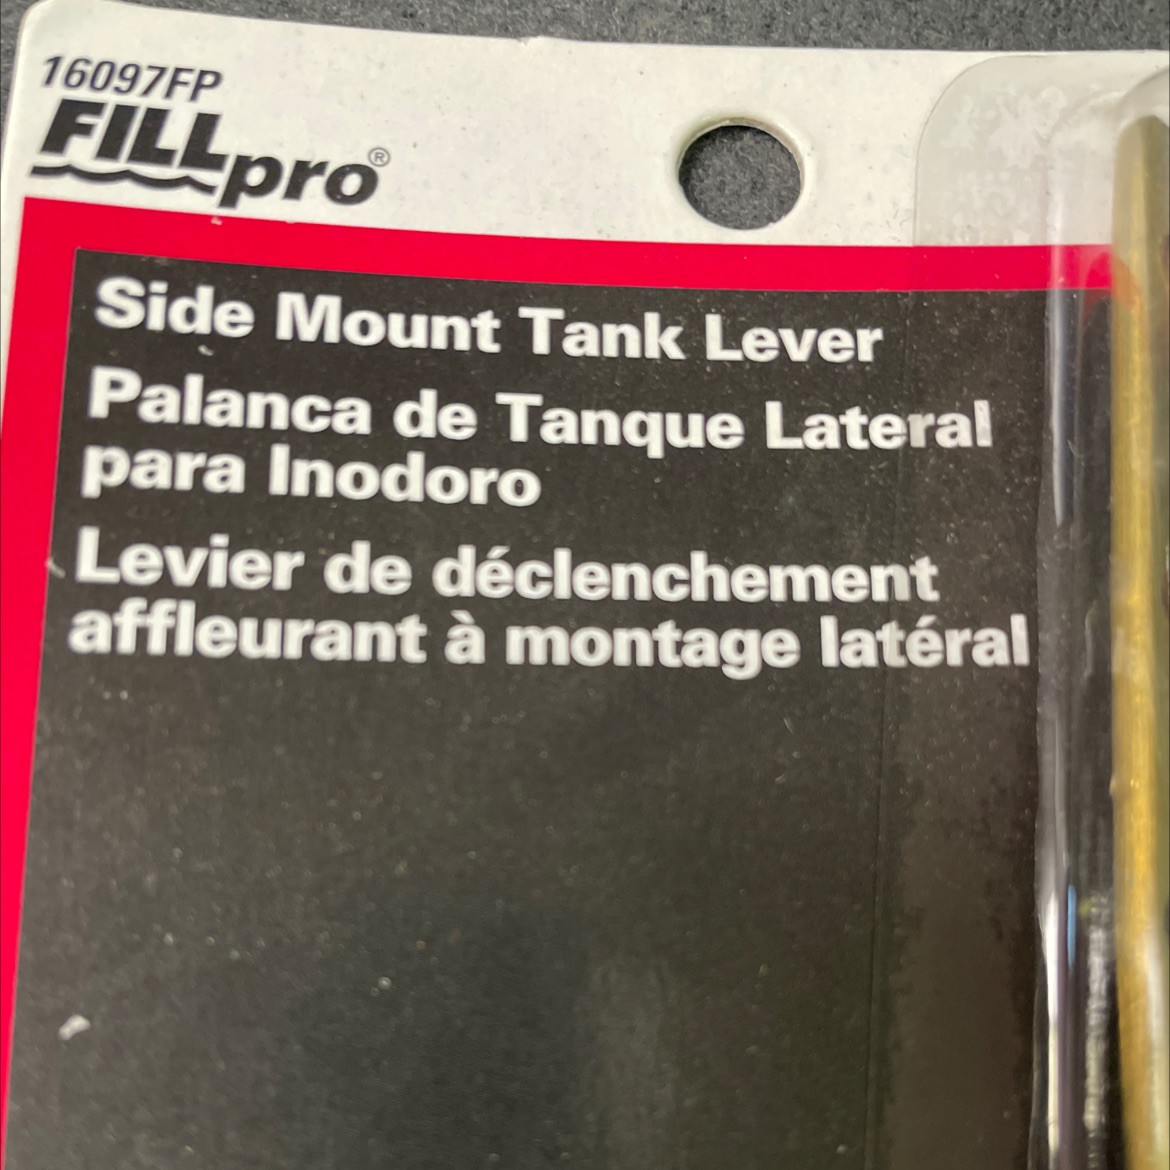 16097FP
FILLpro®
Side Mount Tank Lever
Palanca de Tanque Lateral
para Inodoro
Levier de déclenchement
affleurant à montage latéral